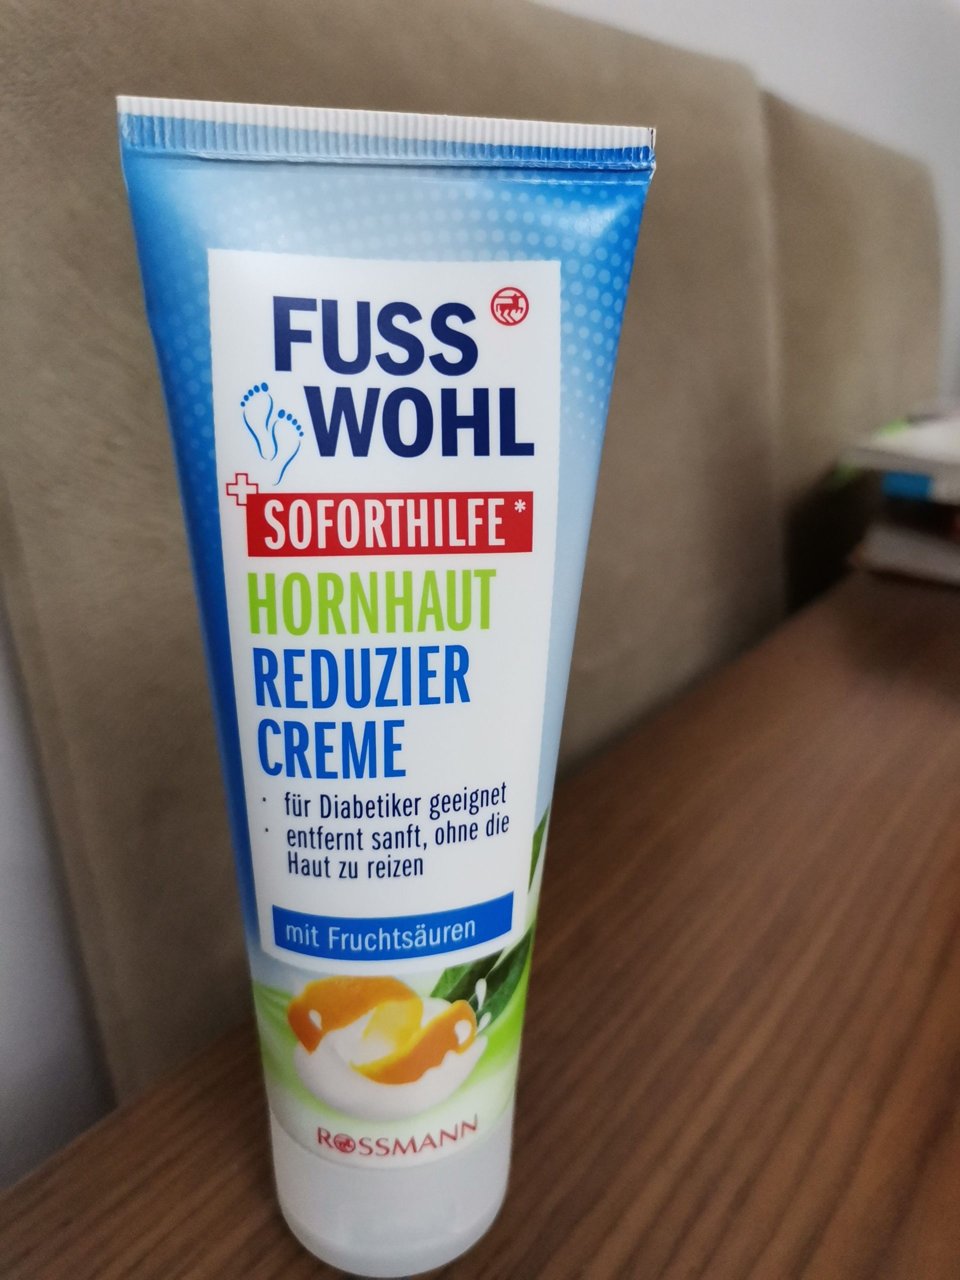 FUSS
WOHL
SOFORTHILFE*
HORNHAUT
REDUZIER
CREME
· für Diabetiker geeignet
· entfernt sanft, ohne die
Haut zu reizen
mit Fruchtsäuren
ROSSMANN